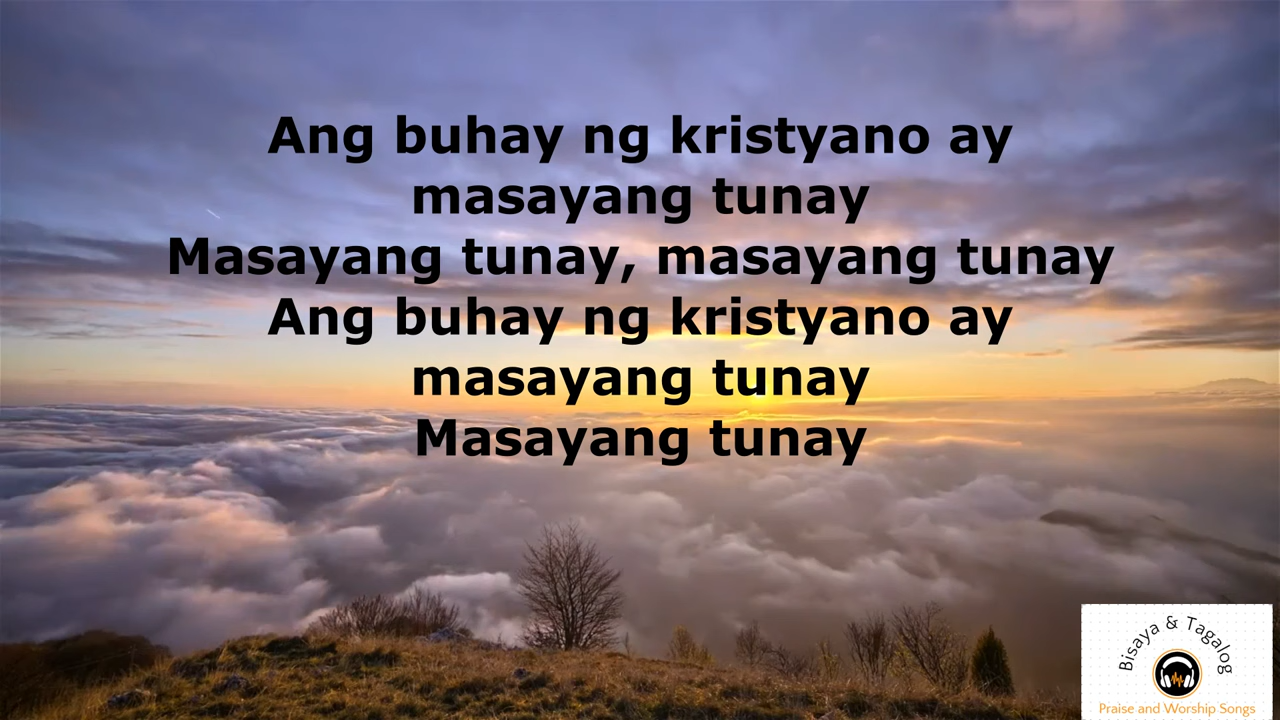 Ang buhay ng kristyano ay
masayang tunay
Masayang tunay, masayang tunay
Ang buhay ng kristyano ay
masayang tunay
Masayang tunay
Bisaya & Tagalog
Praise and Worship Songs